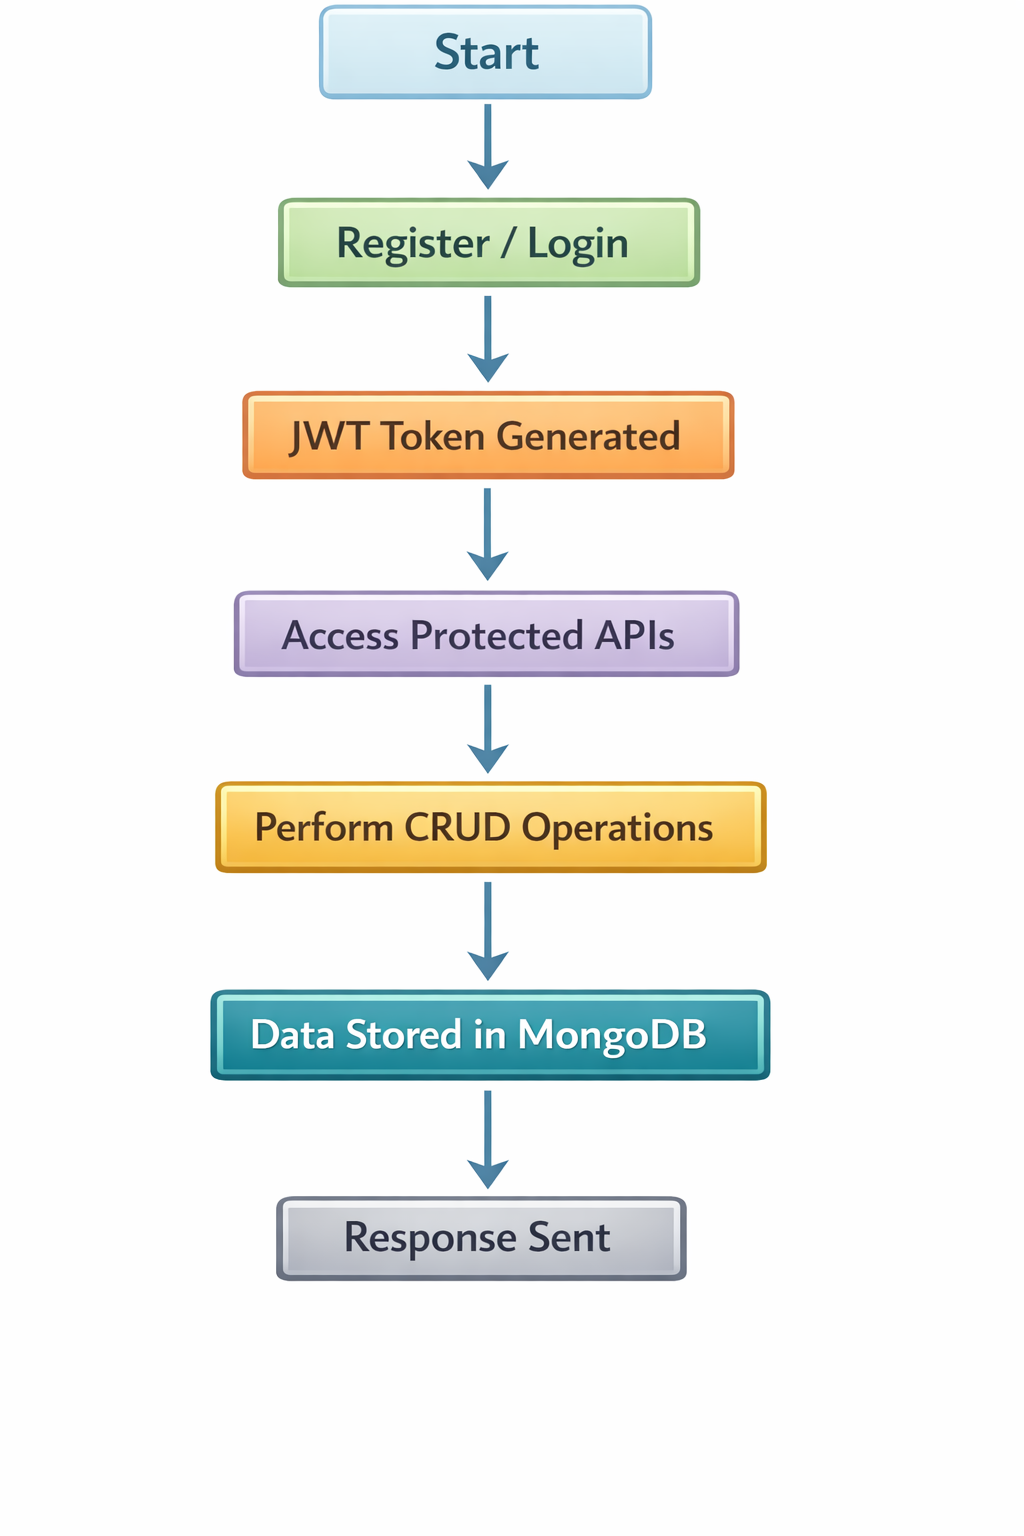 Start
Register / Login
JWT Token Generated
Access Protected APIs
Perform CRUD Operations
Data Stored in MongoDB
Response Sent